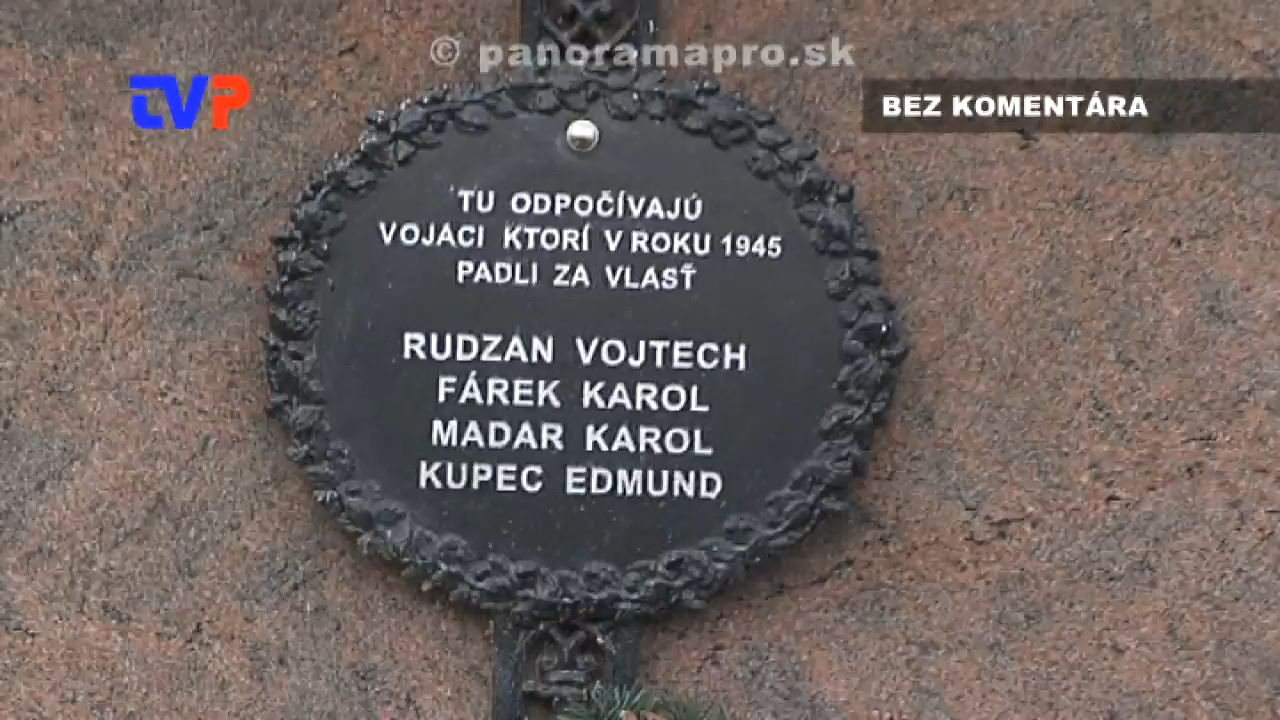 © panoramapro.sk
TVP
BEZ KOMENTÁRA
TU ODPOČÍVAJÚ
VOJACI KTORÍ V ROKU 1945
PADLI ZA VLASŤ
RUDZAN VOJTECH
FÁREK KAROL
MADAR KAROL
KUPEC EDMUND